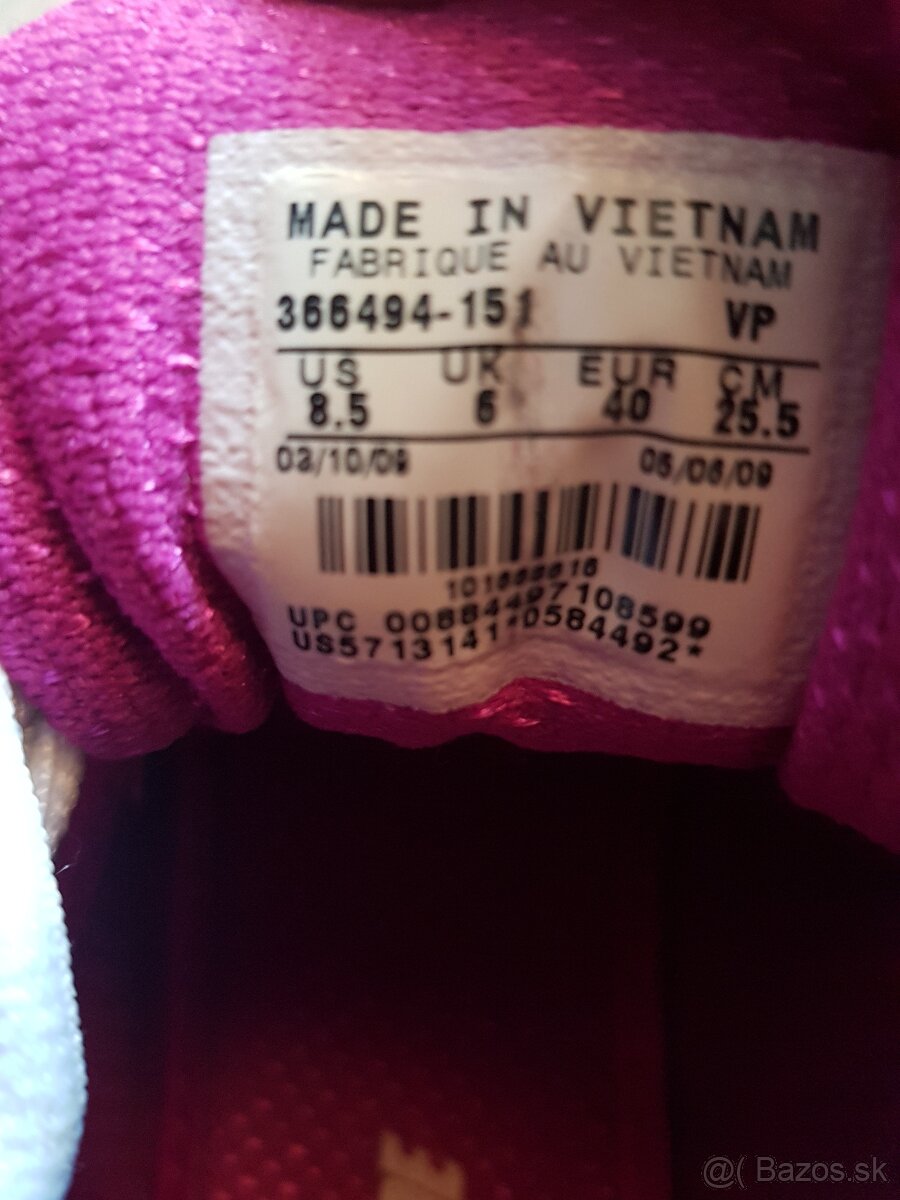 MADE IN VIETNAM
FABRIQUE AU VIETNAM
366494-151 VP
US UK EUR CM
8.5 6 40 25.5
03/10/09 05/06/09
UPC 00884497108599
US5713141*0584492*
@( Bazos.sk